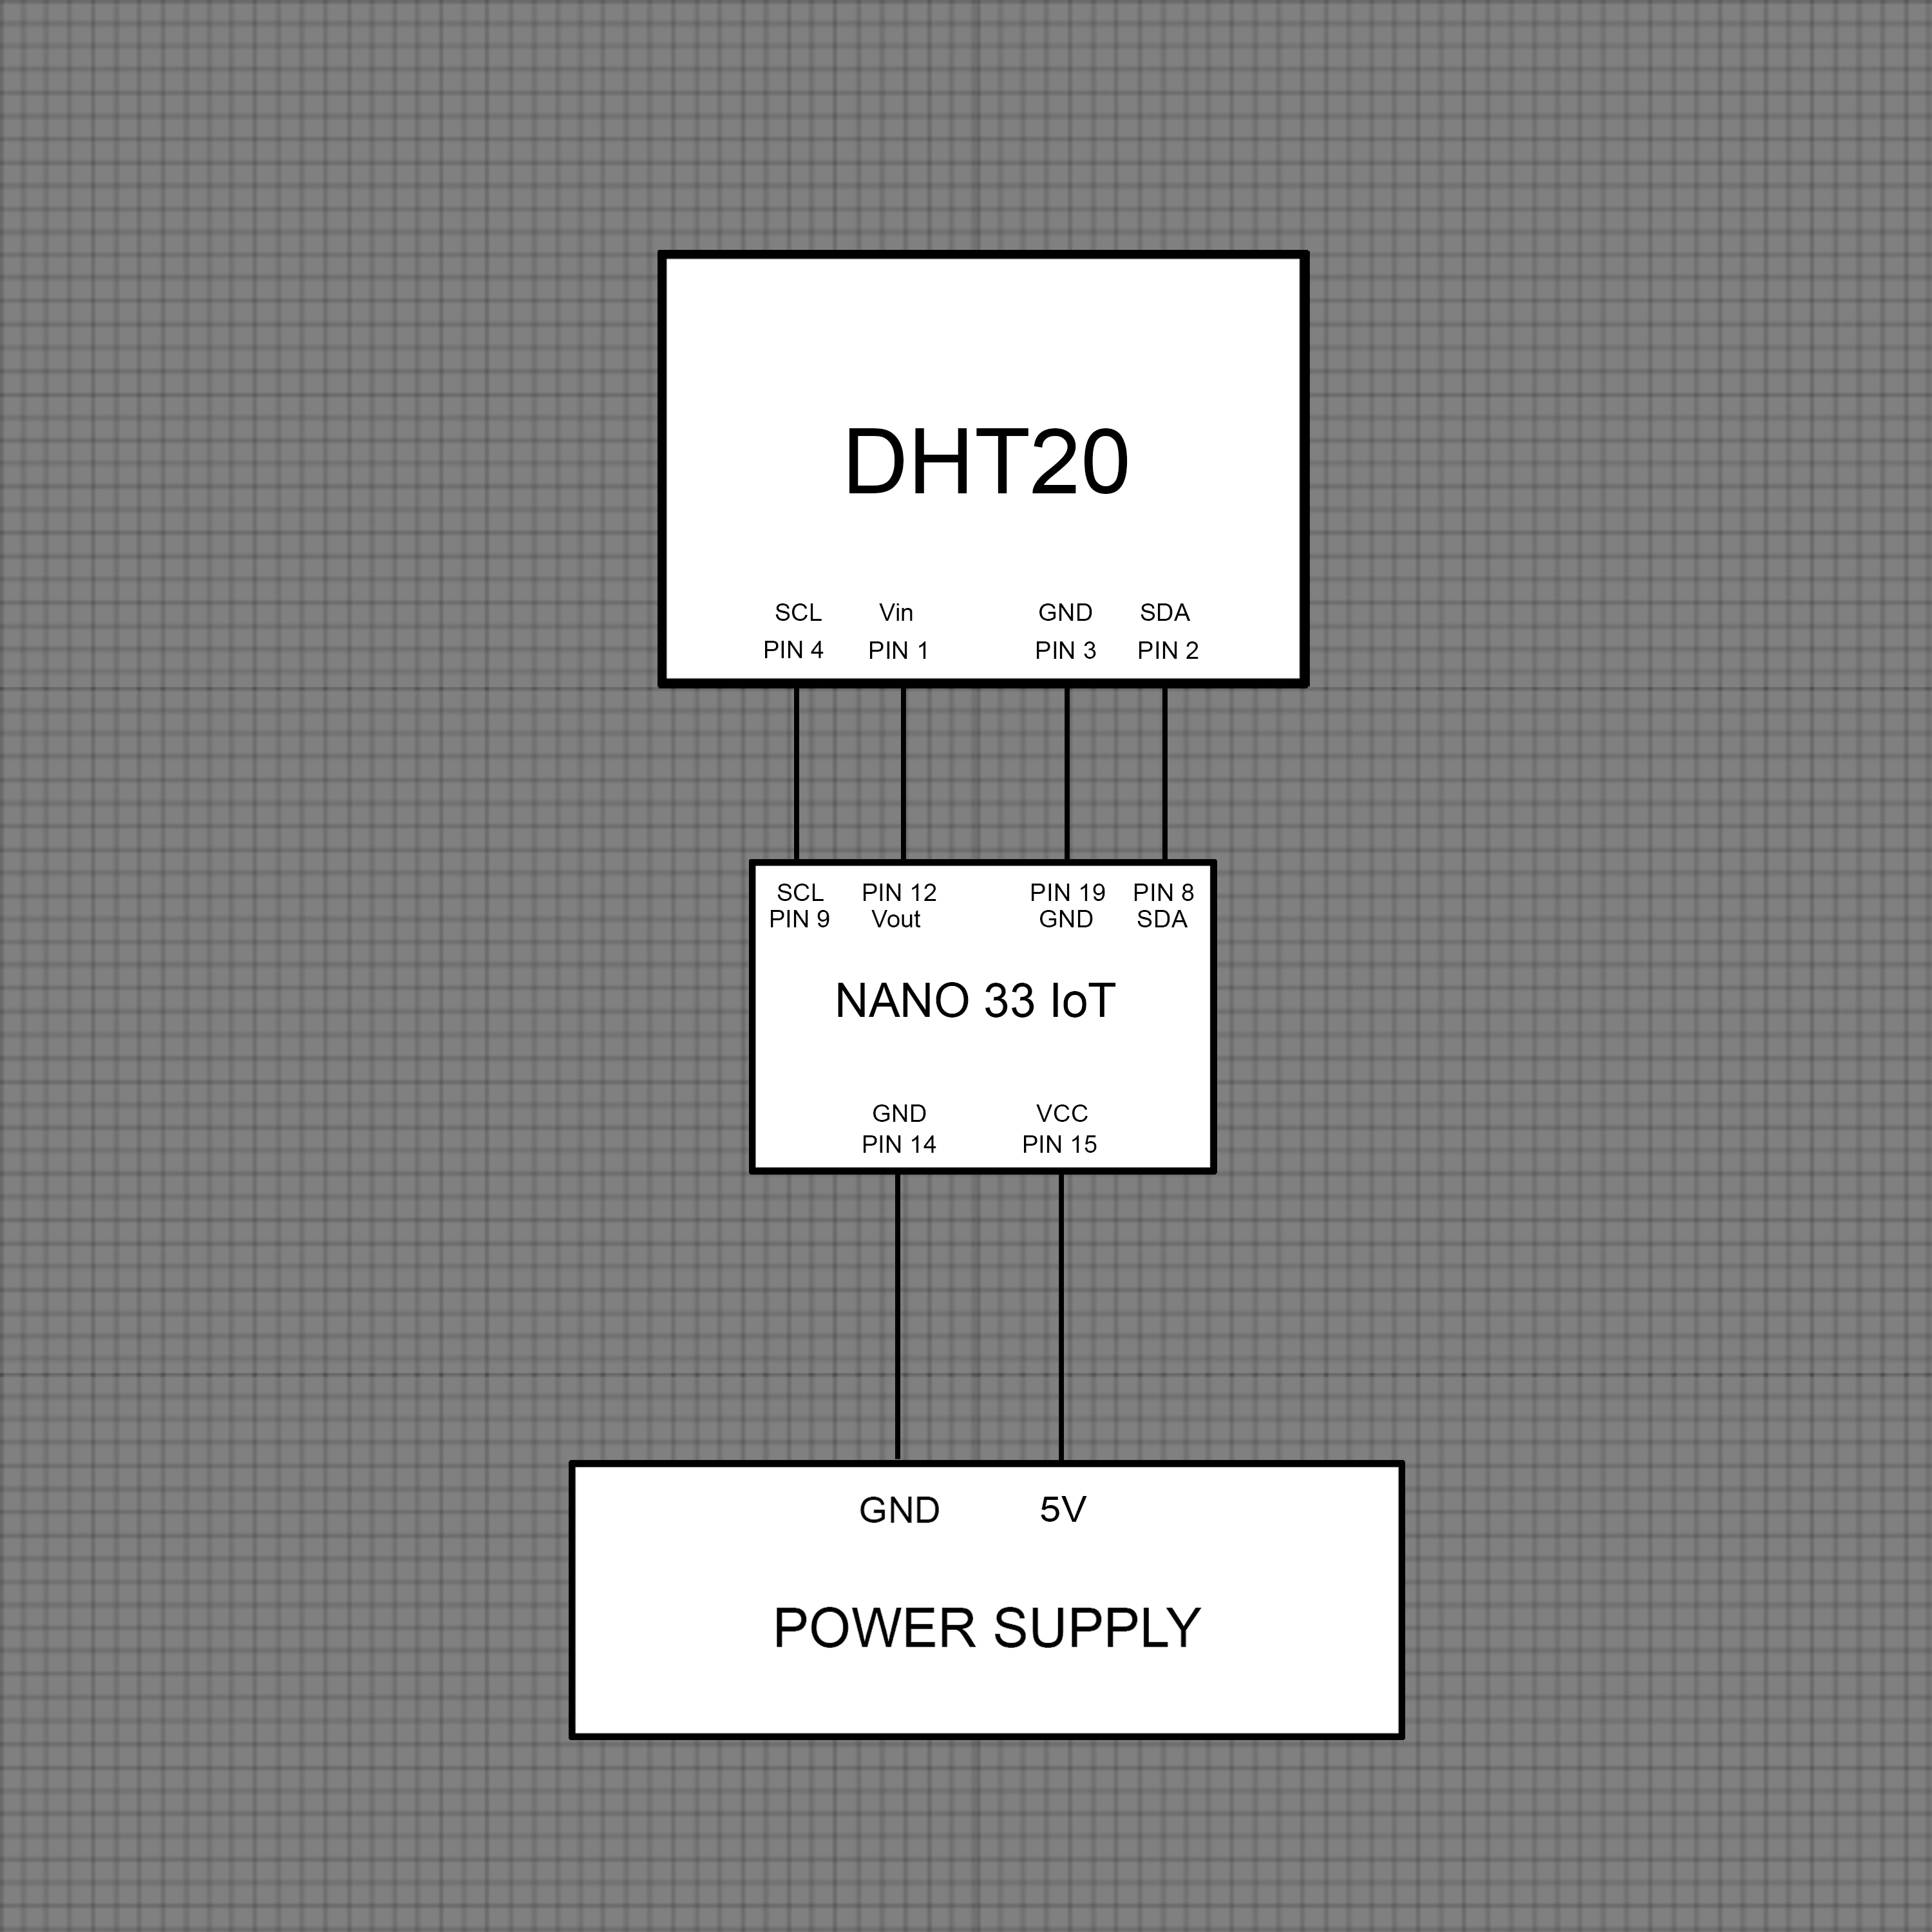 DHT20
SCL Vin GND SDA
PIN 4 PIN 1 PIN 3 PIN 2
SCL PIN 12 PIN 19 PIN 8
PIN 9 Vout GND SDA
NANO 33 IoT
GND VCC
PIN 14 PIN 15
GND 5V
POWER SUPPLY